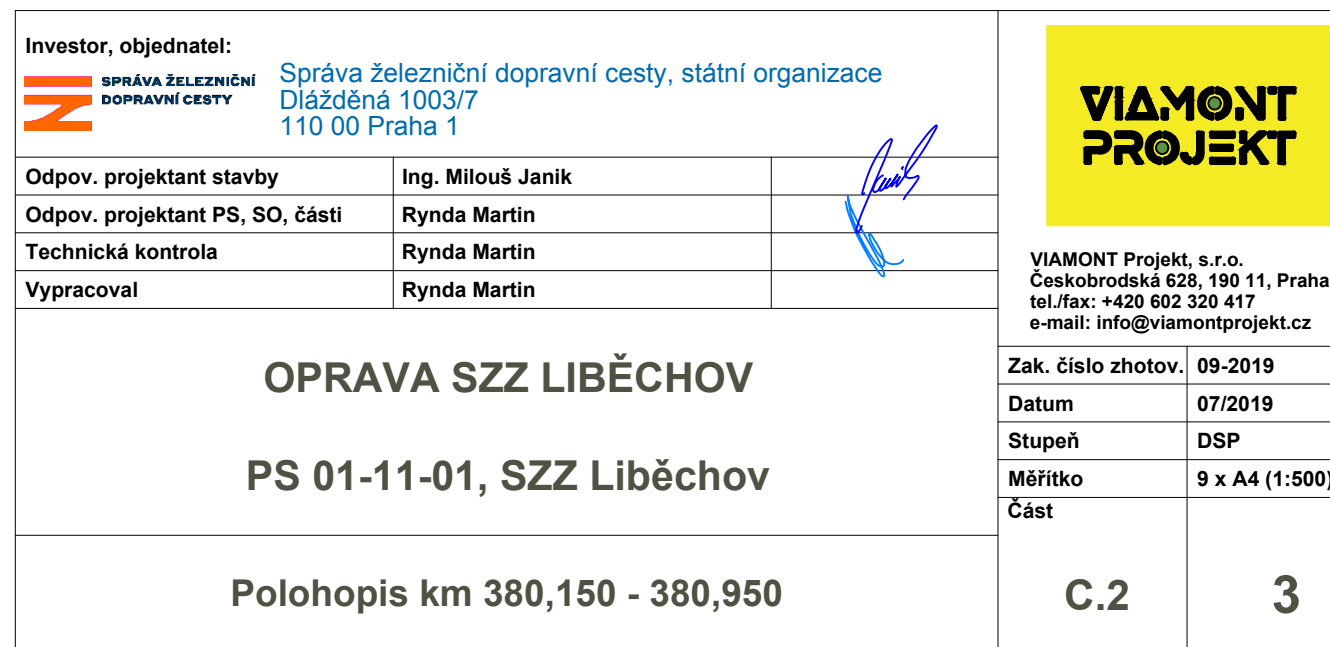 Investor, objednatel:
SPRÁVA ŽELEZNIČNÍ
DOPRAVNÍ CESTY
Správa železniční dopravní cesty, státní organizace
Dlážděná 1003/7
110 00 Praha 1
Odpov. projektant stavby Ing. Milouš Janik
Odpov. projektant PS, SO, části Rynda Martin
Technická kontrola Rynda Martin
Vypracoval Rynda Martin
VIAMONT
PROJEKT
VIAMONT Projekt, s.r.o.
Českobrodská 628, 190 11, Praha
tel./fax: +420 602 320 417
e-mail: info@viamontprojekt.cz
OPRAVA SZZ LIBĚCHOV
PS 01-11-01, SZZ Liběchov
Zak. číslo zhotov. 09-2019
Datum 07/2019
Stupeň DSP
Měřítko 9 x A4 (1:500)
Část
Polohopis km 380,150 - 380,950
C.2 3